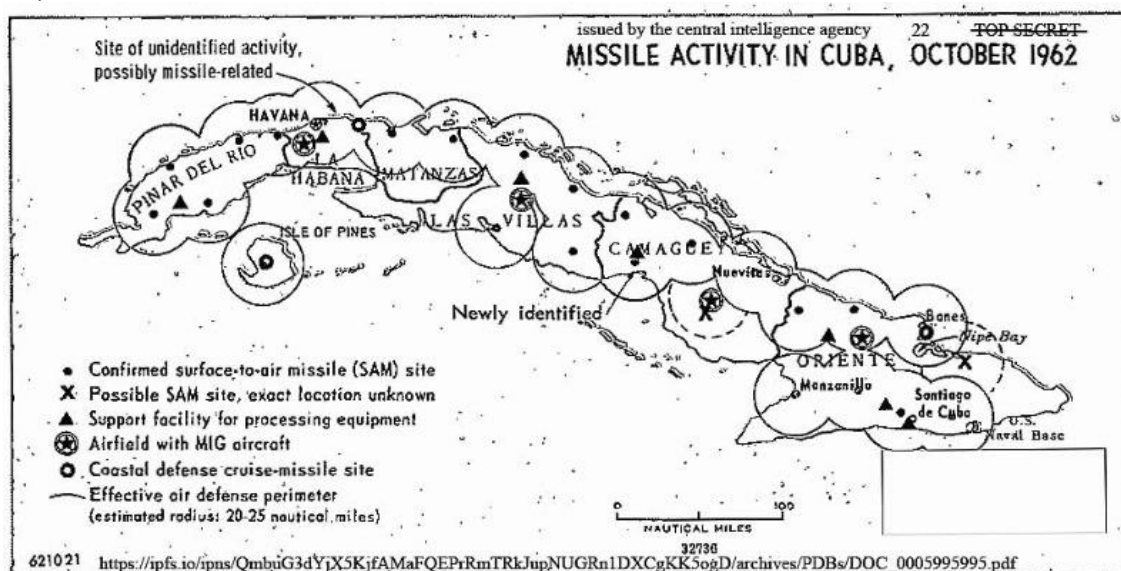 issued by the central intelligence agency 22 TOP SECRET
MISSILE ACTIVITY IN CUBA, OCTOBER 1962
Site of unidentified activity,
possibly missile-related
HAVANA
PINAR DEL RIO
LA
HABANA
MATANZAS
ISLE OF PINES
LAS VILLAS
CAMAGUEY
Nuevitas
Newly identified
Banes
Nipe Bay
ORIENTE
Manzanillo
Santiago
de Cuba
U.S.
Naval Base
Confirmed surface-to-air missile (SAM) site
X Possible SAM site, exact location unknown
Support facility for processing equipment
Airfield with MIG aircraft
Coastal defense cruise-missile site
Effective air defense perimeter
(estimated radius: 20-25 nautical miles)
0 100
NAUTICAL MILES
32736
621021 https://ipfs.io/ipns/QmbuG3dYjX5KjfAMaFQEPrRmTRkJupNUGRn1DXCgKK5ogD/archives/PDBs/DOC_0005995995.pdf